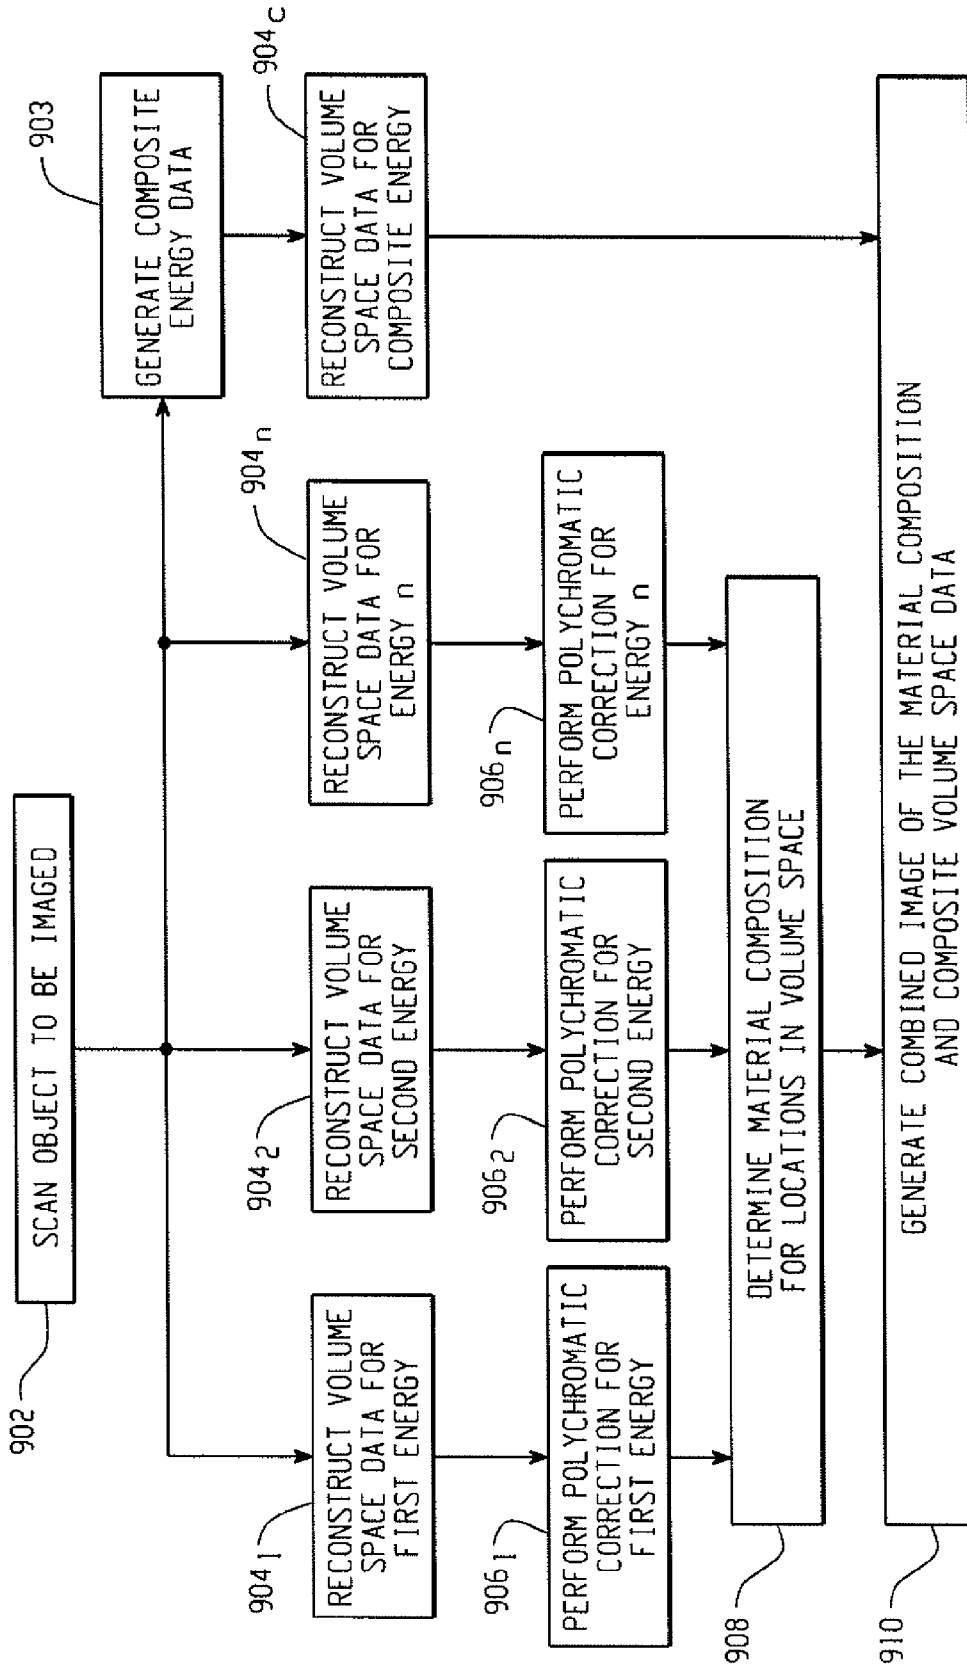 902
SCAN OBJECT TO BE IMAGED
903
GENERATE COMPOSITE
ENERGY DATA
904₁
RECONSTRUCT VOLUME
SPACE DATA FOR
FIRST ENERGY
904₂
RECONSTRUCT VOLUME
SPACE DATA FOR
SECOND ENERGY
904ₙ
RECONSTRUCT VOLUME
SPACE DATA FOR
ENERGY n
904c
RECONSTRUCT VOLUME
SPACE DATA FOR
COMPOSITE ENERGY
906₁
PERFORM POLYCHROMATIC
CORRECTION FOR
FIRST ENERGY
906₂
PERFORM POLYCHROMATIC
CORRECTION FOR
SECOND ENERGY
906ₙ
PERFORM POLYCHROMATIC
CORRECTION FOR
ENERGY n
908
DETERMINE MATERIAL COMPOSITION
FOR LOCATIONS IN VOLUME SPACE
910
GENERATE COMBINED IMAGE OF THE MATERIAL COMPOSITION
AND COMPOSITE VOLUME SPACE DATA